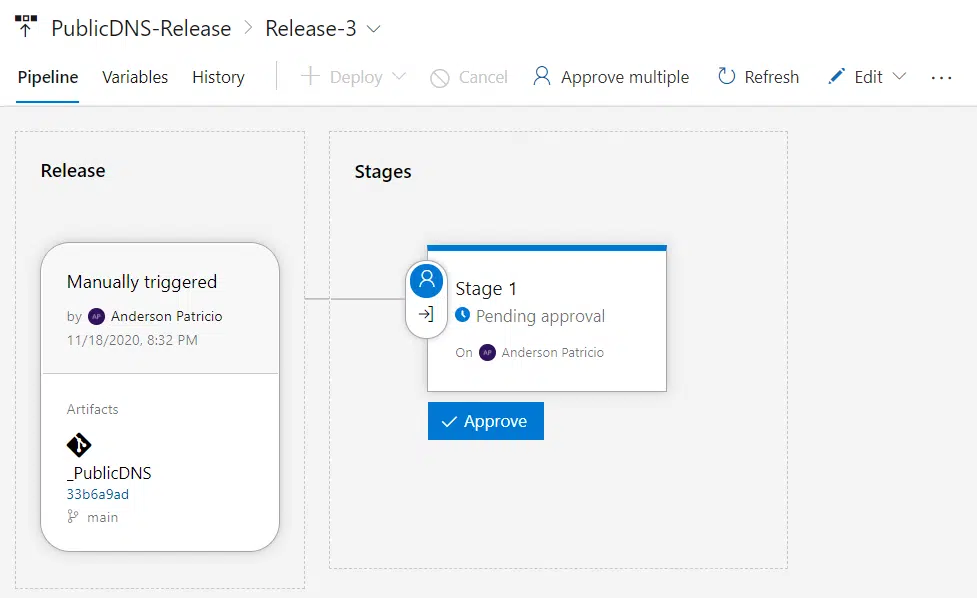 PublicDNS-Release > Release-3
Pipeline Variables History Deploy Cancel Approve multiple Refresh Edit ...
Release
Stages
Manually triggered
by AP Anderson Patricio
11/18/2020, 8:32 PM
Artifacts
_PublicDNS
33b6a9ad
main
Stage 1
Pending approval
On AP Anderson Patricio
Approve